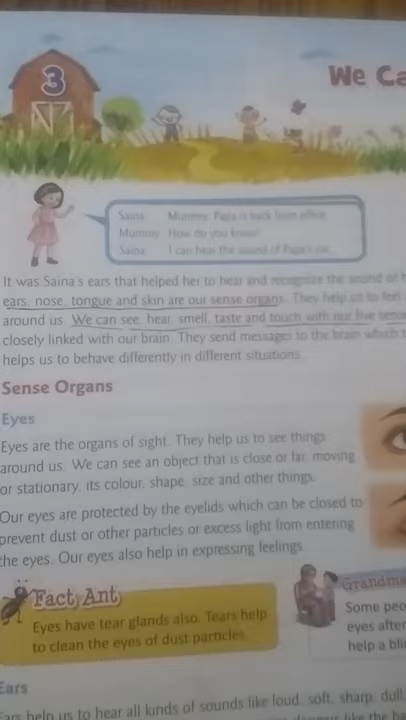 3
We Ca
Saina: Mummy, Papa is back from office.
Mummy: How do you know?
Saina: I can hear the sound of Papa's car.
It was Saina's ears that helped her to hear and recognize the sound of
ears, nose, tongue and skin are our sense organs. They help us to feel
around us. We can see, hear, smell, taste and touch with our five sens
closely linked with our brain. They send messages to the brain which
helps us to behave differently in different situations.
Sense Organs
Eyes
Eyes are the organs of sight. They help us to see things
around us. We can see an object that is close or far, moving
or stationary, its colour, shape, size and other things.
Our eyes are protected by the eyelids which can be closed to
prevent dust or other particles or excess light from entering
the eyes. Our eyes also help in expressing feelings.
Fact Ant
Eyes have tear glands also. Tears help
to clean the eyes of dust particles.
Grandma
Some peo
eyes after
help a bli
Ears
Ears help us to hear all kinds of sounds like loud, soft, sharp, dull,
like the